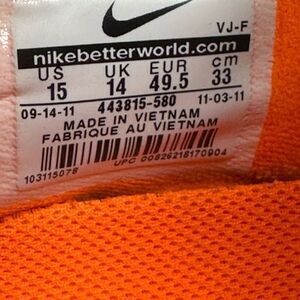 VJ-F
nikebetterworld.com
US UK EUR cm
15 14 49.5 33
09-14-11 443815-580 11-03-11
MADE IN VIETNAM
FABRIQUE AU VIETNAM
103115078 UPC 00826218170904